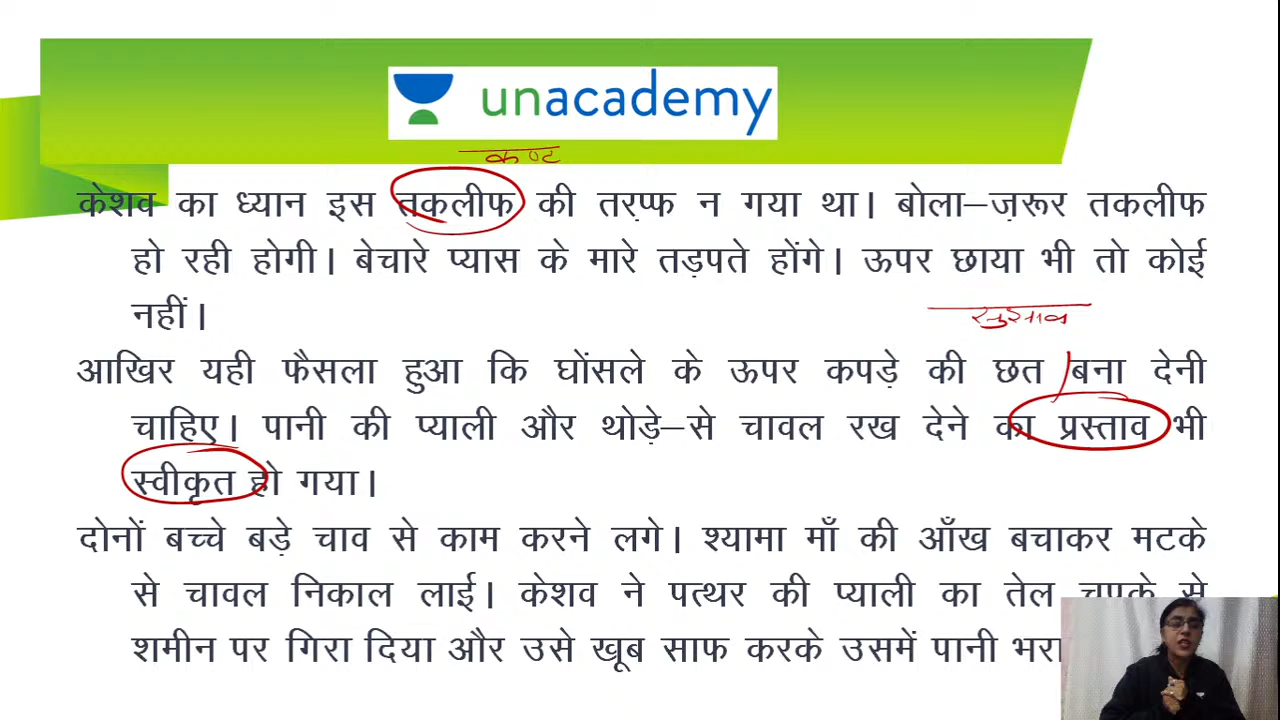 unacademy
कष्ट
केशव का ध्यान इस तकलीफ की तरप्फ न गया था। बोला–ज़रूर तकलीफ
हो रही होगी। बेचारे प्यास के मारे तड़पते होंगे। ऊपर छाया भी तो कोई
नहीं।
सुझाव
आखिर यही फैसला हुआ कि घोंसले के ऊपर कपड़े की छत बना देनी
चाहिए। पानी की प्याली और थोड़े–से चावल रख देने का प्रस्ताव भी
स्वीकृत हो गया।
दोनों बच्चे बड़े चाव से काम करने लगे। श्यामा माँ की आँख बचाकर मटके
से चावल निकाल लाई। केशव ने पत्थर की प्याली का तेल चुपके से
शमीन पर गिरा दिया और उसे खूब साफ करके उसमें पानी भरा